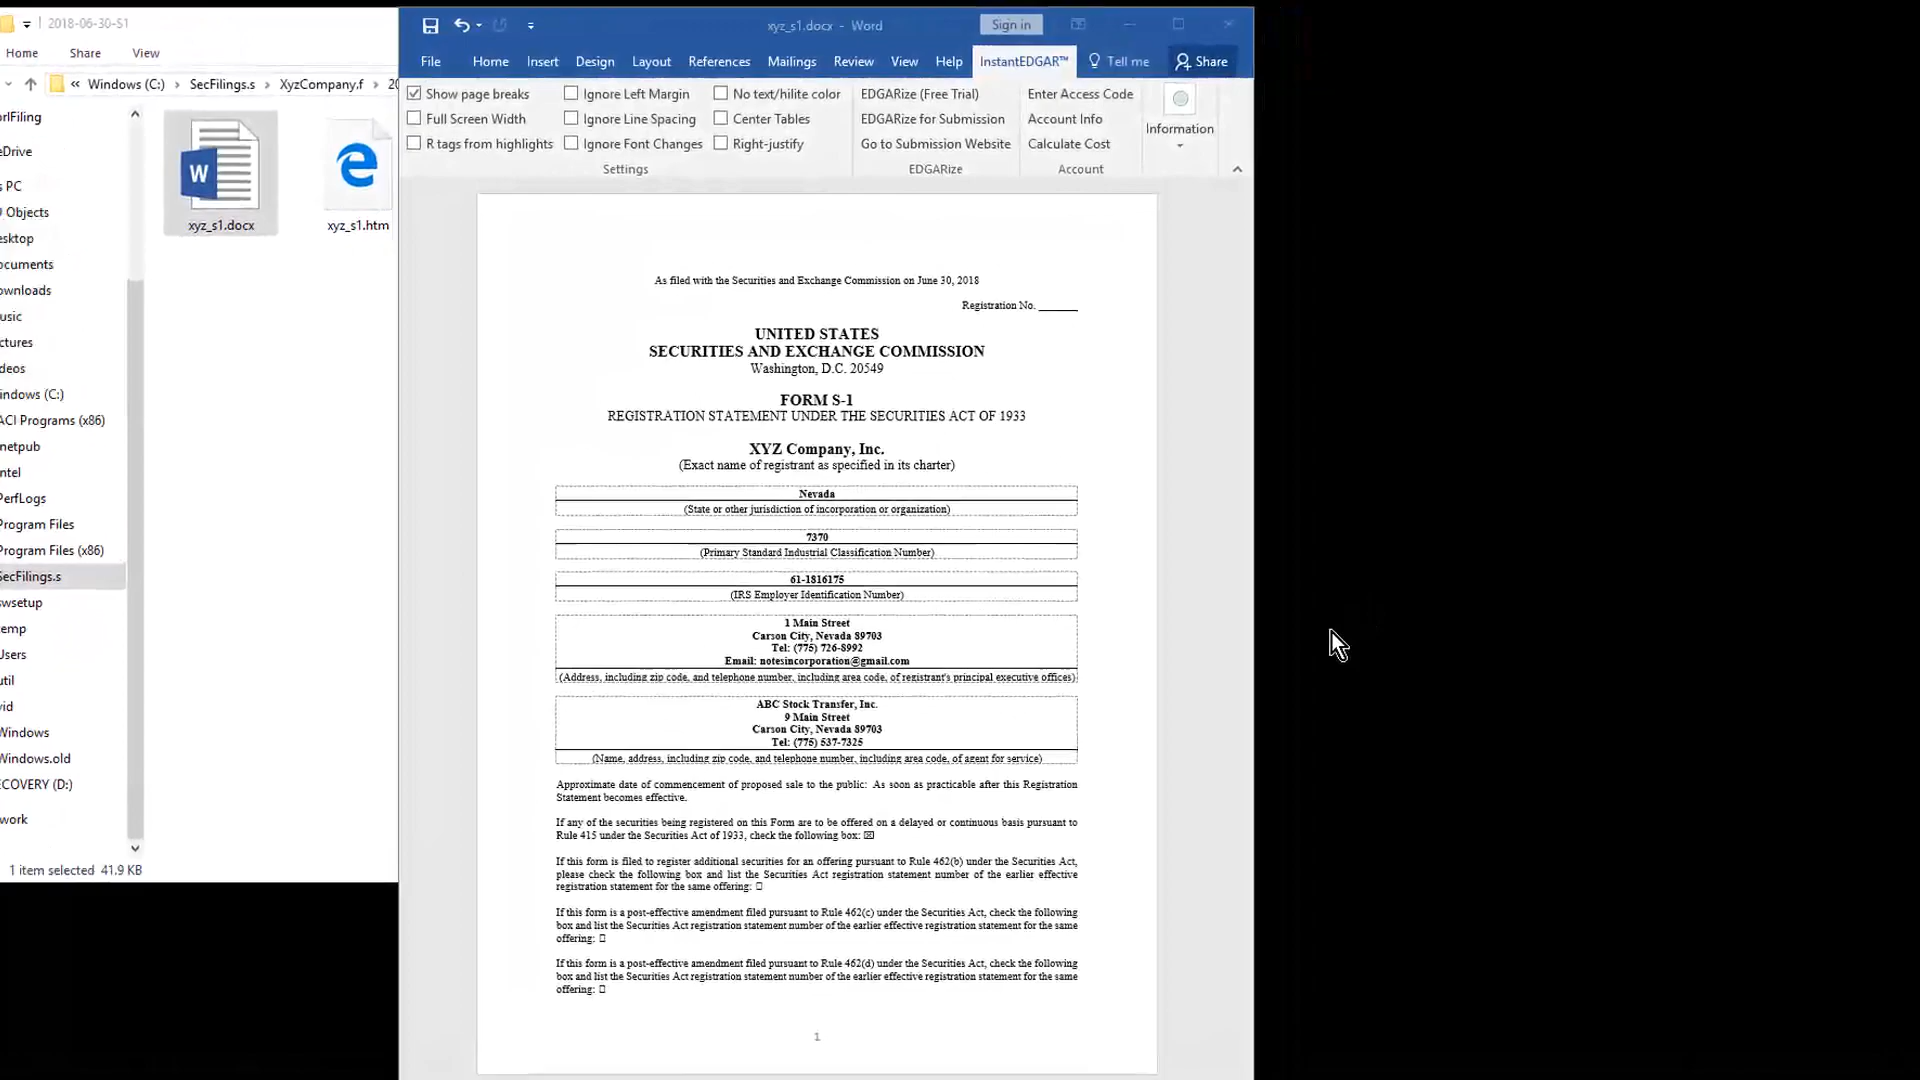 2018-06-30-S1
Home Share View
« Windows (C:) > SecFilings.s > XyzCompany.f > 20
rlFiling
eDrive
s PC
Objects
esktop
ocuments
ownloads
usic
ctures
deos
indows (C:)
ACI Programs (x86)
netpub
ntel
PerfLogs
Program Files
Program Files (x86)
SecFilings.s
swsetup
emp
Users
util
vid
Windows
Windows.old
ECOVERY (D:)
work
xyz_s1.docx
xyz_s1.htm
1 item selected 41.9 KB
xyz_s1.docx - Word
Sign in
File Home Insert Design Layout References Mailings Review View Help InstantEDGAR™ Tell me Share
Show page breaks Ignore Left Margin No text/hilite color EDGARize (Free Trial) Enter Access Code
Full Screen Width Ignore Line Spacing Center Tables EDGARize for Submission Account Info
R tags from highlights Ignore Font Changes Right-justify Go to Submission Website Calculate Cost
Information
Settings EDGARize Account
As filed with the Securities and Exchange Commission on June 30, 2018
Registration No. _______
UNITED STATES
SECURITIES AND EXCHANGE COMMISSION
Washington, D.C. 20549
FORM S-1
REGISTRATION STATEMENT UNDER THE SECURITIES ACT OF 1933
XYZ Company, Inc.
(Exact name of registrant as specified in its charter)
Nevada
(State or other jurisdiction of incorporation or organization)
7370
(Primary Standard Industrial Classification Number)
61-1816175
(IRS Employer Identification Number)
1 Main Street
Carson City, Nevada 89703
Tel: (775) 726-8992
Email: notesincorporation@gmail.com
(Address, including zip code, and telephone number, including area code, of registrant's principal executive offices)
ABC Stock Transfer, Inc.
9 Main Street
Carson City, Nevada 89703
Tel: (775) 537-7325
(Name, address, including zip code, and telephone number, including area code, of agent for service)
Approximate date of commencement of proposed sale to the public: As soon as practicable after this Registration
Statement becomes effective.
If any of the securities being registered on this Form are to be offered on a delayed or continuous basis pursuant to
Rule 415 under the Securities Act of 1933, check the following box: ☒
If this form is filed to register additional securities for an offering pursuant to Rule 462(b) under the Securities Act,
please check the following box and list the Securities Act registration statement number of the earlier effective
registration statement for the same offering: ☐
If this form is a post-effective amendment filed pursuant to Rule 462(c) under the Securities Act, check the following
box and list the Securities Act registration statement number of the earlier effective registration statement for the same
offering: ☐
If this form is a post-effective amendment filed pursuant to Rule 462(d) under the Securities Act, check the following
box and list the Securities Act registration statement number of the earlier effective registration statement for the same
offering: ☐
1